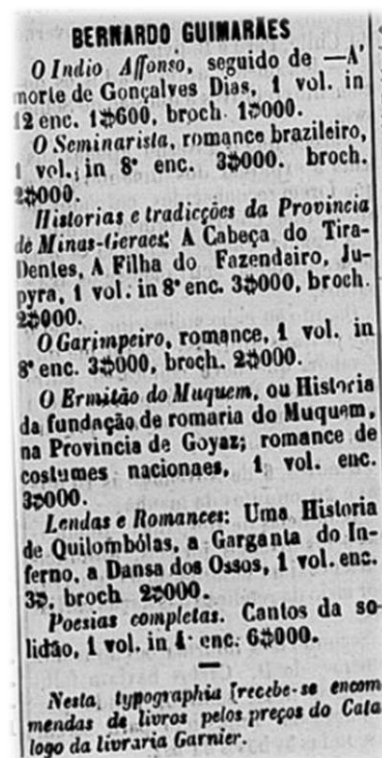 BERNARDO GUIMARÃES
O Indio Affonso, seguido de —A'
morte de Gonçalves Dias, 1 vol. in
12 enc. 1$600, broch. 1$000.
O Seminarista, romance brazileiro,
1 vol. in 8º enc. 3$000. broch.
2$000.
Historias e tradicções da Provincia
de Minas-Geraes: A Cabeça do Tira-
Dentes, A Filha do Fazendeiro, Ju-
pyra, 1 vol. in 8º enc. 3$000, broch.
2$000.
O Garimpeiro, romance, 1 vol. in
8º enc. 3$000, broch. 2$000.
O Ermitão do Muquem, ou Historia
da fundação de romaria do Muquem,
na Provincia de Goyaz; romance de
costumes nacionaes, 1 vol. enc.
3$000.
Lendas e Romances: Uma Historia
de Quilombólas, a Garganta do In-
ferno, a Dansa dos Ossos, 1 vol. enc.
3$, broch 2$000.
Poesias completas. Cantos da so-
lidão, 1 vol. in 4º enc: 6$000.
—
Nesta typographia [recebe-se encom
mendas de livros pelos preços do Cata
logo da livraria Garnier.